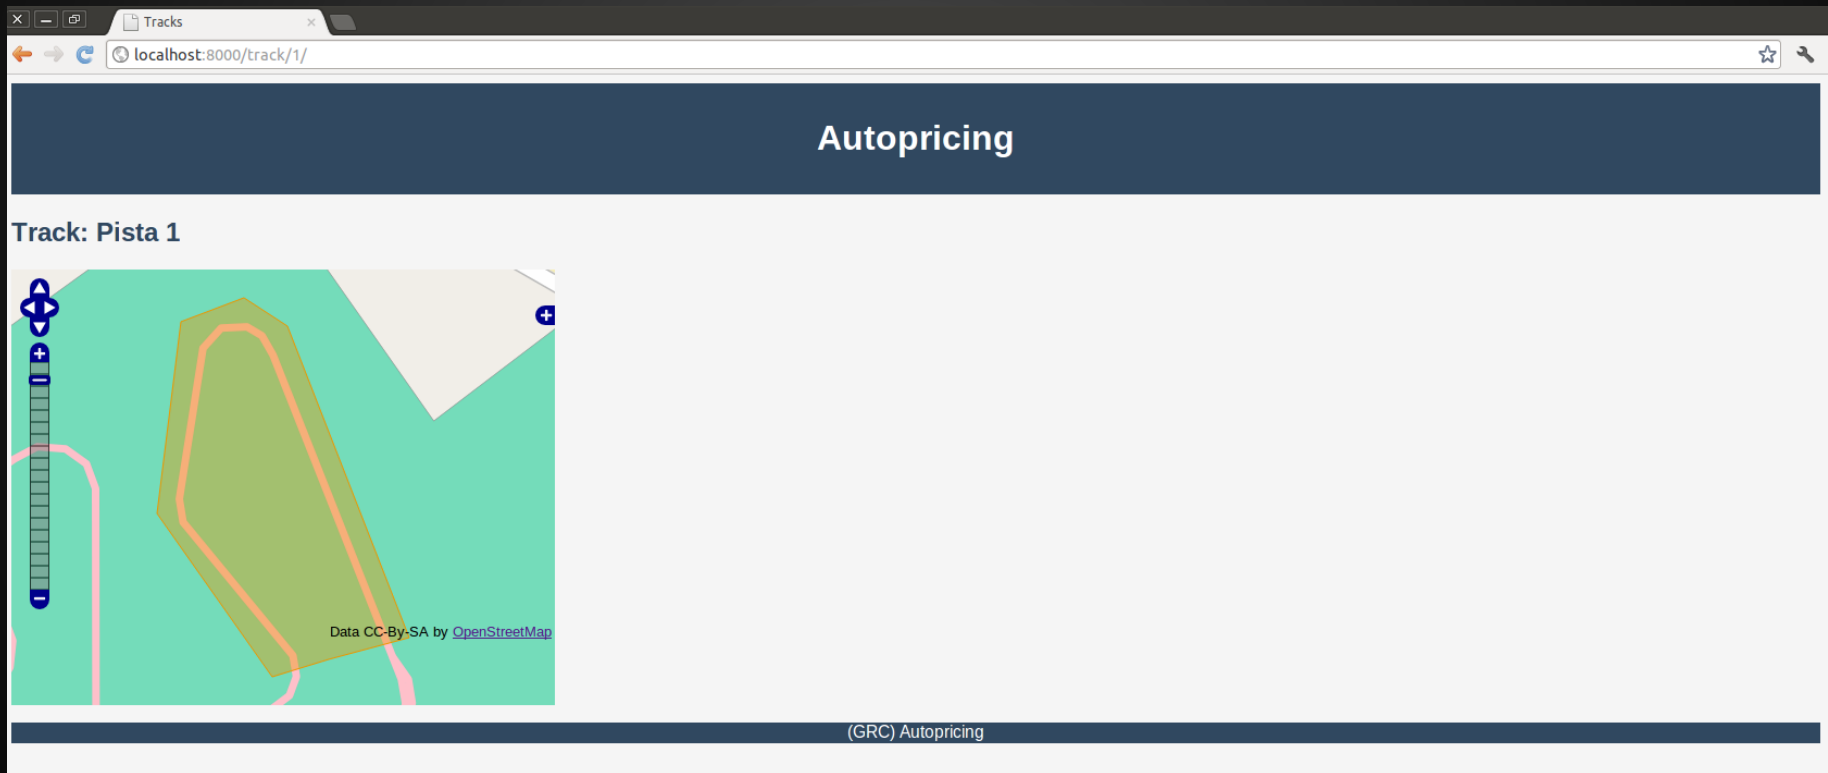 Tracks
localhost:8000/track/1/
Autopricing
Track: Pista 1
Data CC-By-SA by OpenStreetMap
(GRC) Autopricing